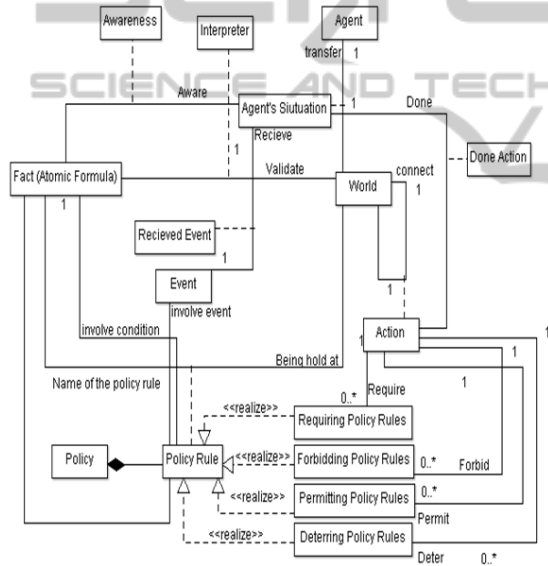 SCIENCE AND TECH
Awareness
Interpreter
Agent
transfer 1
Aware
Agent's Siutuation
1
Done
Recieve
Done Action
1
Validate
connect
Fact (Atomic Formula)
World
1
1
Recieved Event
1
1
Event
involve event
Action
1
1
1
involve condition
Being hold at
1
Name of the policy rule
Require
0..*
<<realize>>
Requiring Policy Rules
Policy
Policy Rule
<<realize>>
Forbidding Policy Rules
0..*
Forbid
<<realize>>
Permitting Policy Rules
0..*
Permit
<<realize>>
Deterring Policy Rules
Deter
0..*